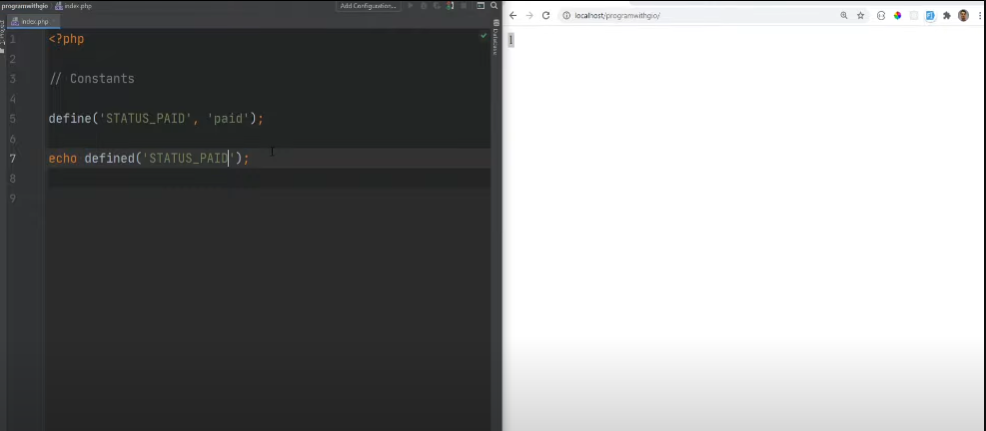 programwithgio index.php
Add Configuration...
index.php
1 <?php
2
3 // Constants
4
5 define('STATUS_PAID', 'paid');
6
7 echo defined('STATUS_PAID');
8
9
Database
localhost/programwithgio/
1